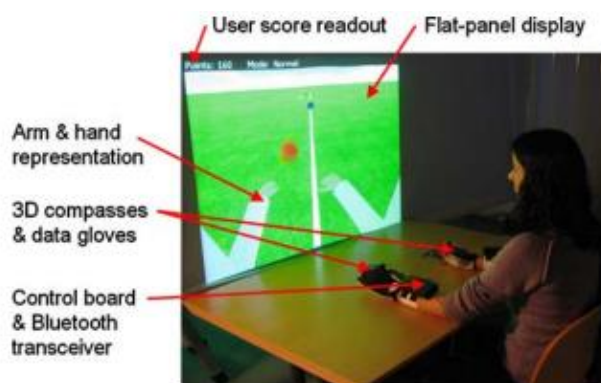 User score readout
Flat-panel display
Points: 160 Mode: Normal
Arm & hand
representation
3D compasses
& data gloves
Control board
& Bluetooth
transceiver